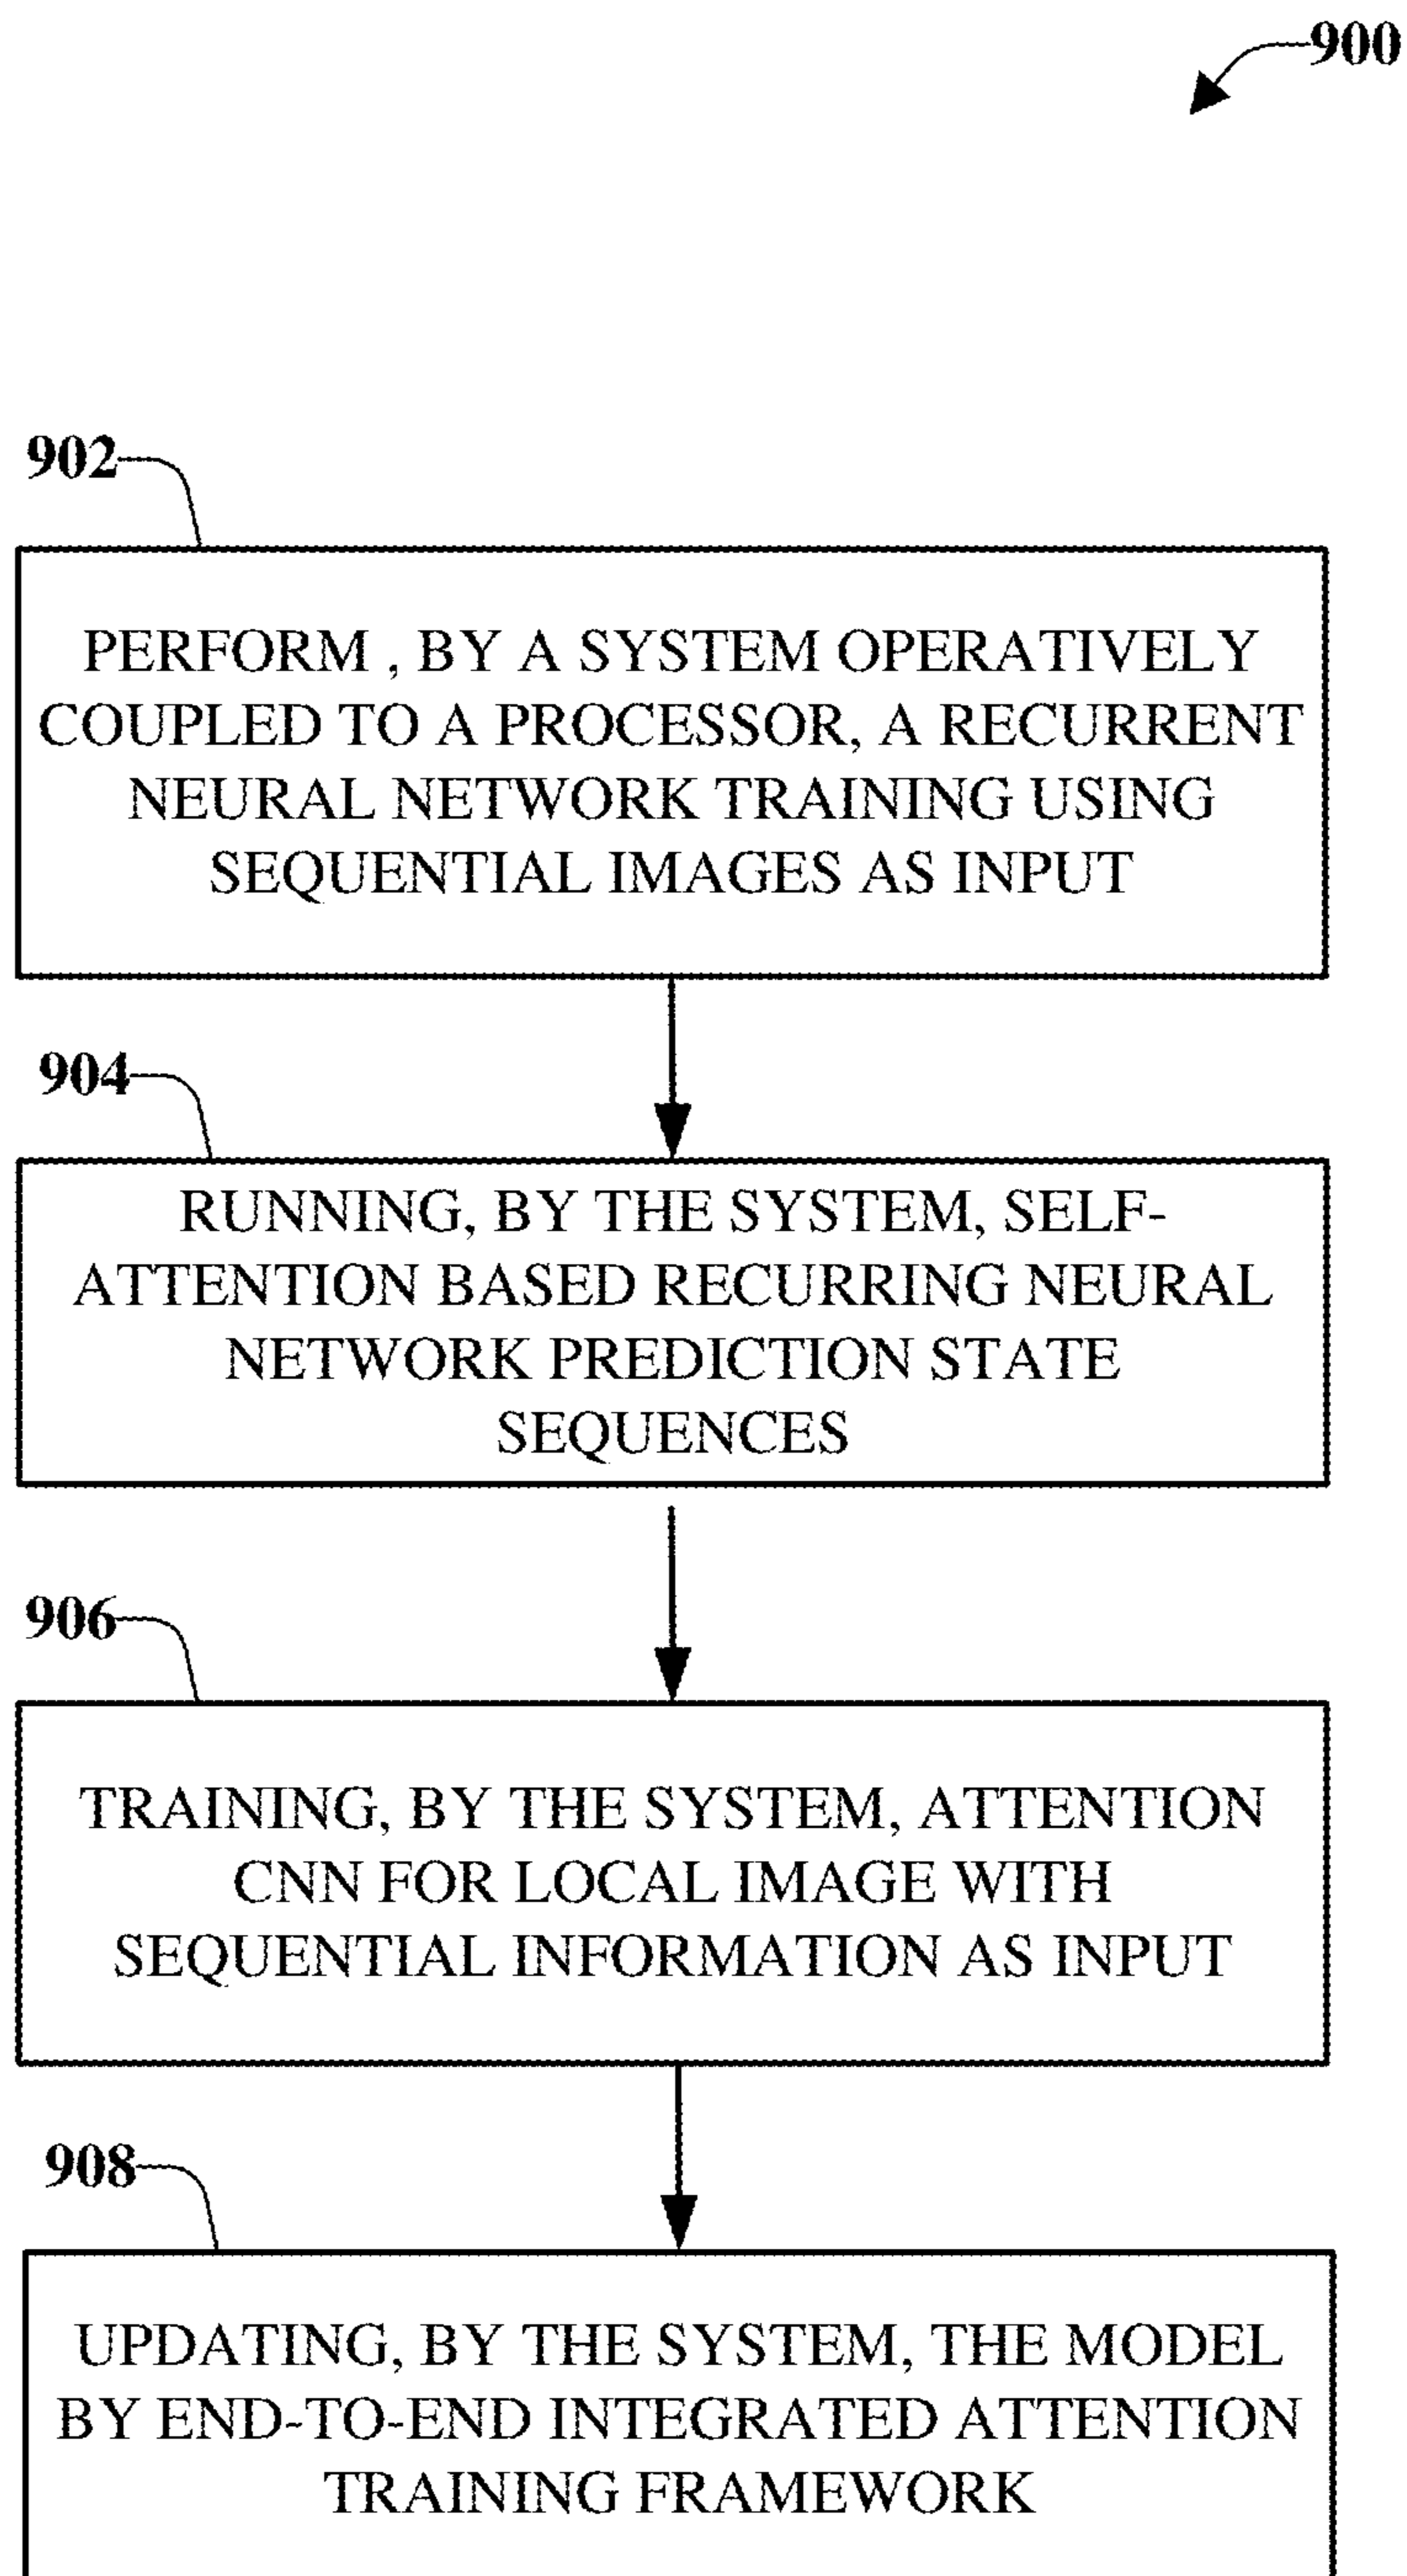 900
902
PERFORM , BY A SYSTEM OPERATIVELY
COUPLED TO A PROCESSOR, A RECURRENT
NEURAL NETWORK TRAINING USING
SEQUENTIAL IMAGES AS INPUT
904
RUNNING, BY THE SYSTEM, SELF-
ATTENTION BASED RECURRING NEURAL
NETWORK PREDICTION STATE
SEQUENCES
906
TRAINING, BY THE SYSTEM, ATTENTION
CNN FOR LOCAL IMAGE WITH
SEQUENTIAL INFORMATION AS INPUT
908
UPDATING, BY THE SYSTEM, THE MODEL
BY END-TO-END INTEGRATED ATTENTION
TRAINING FRAMEWORK